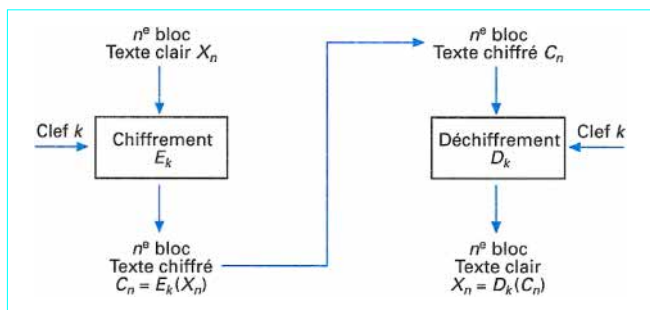 nᵉ bloc
Texte clair Xₙ
Clef k
Chiffrement
Eₖ
nᵉ bloc
Texte chiffré
Cₙ = Eₖ(Xₙ)
nᵉ bloc
Texte chiffré Cₙ
Déchiffrement
Dₖ
Clef k
nᵉ bloc
Texte clair
Xₙ = Dₖ(Cₙ)